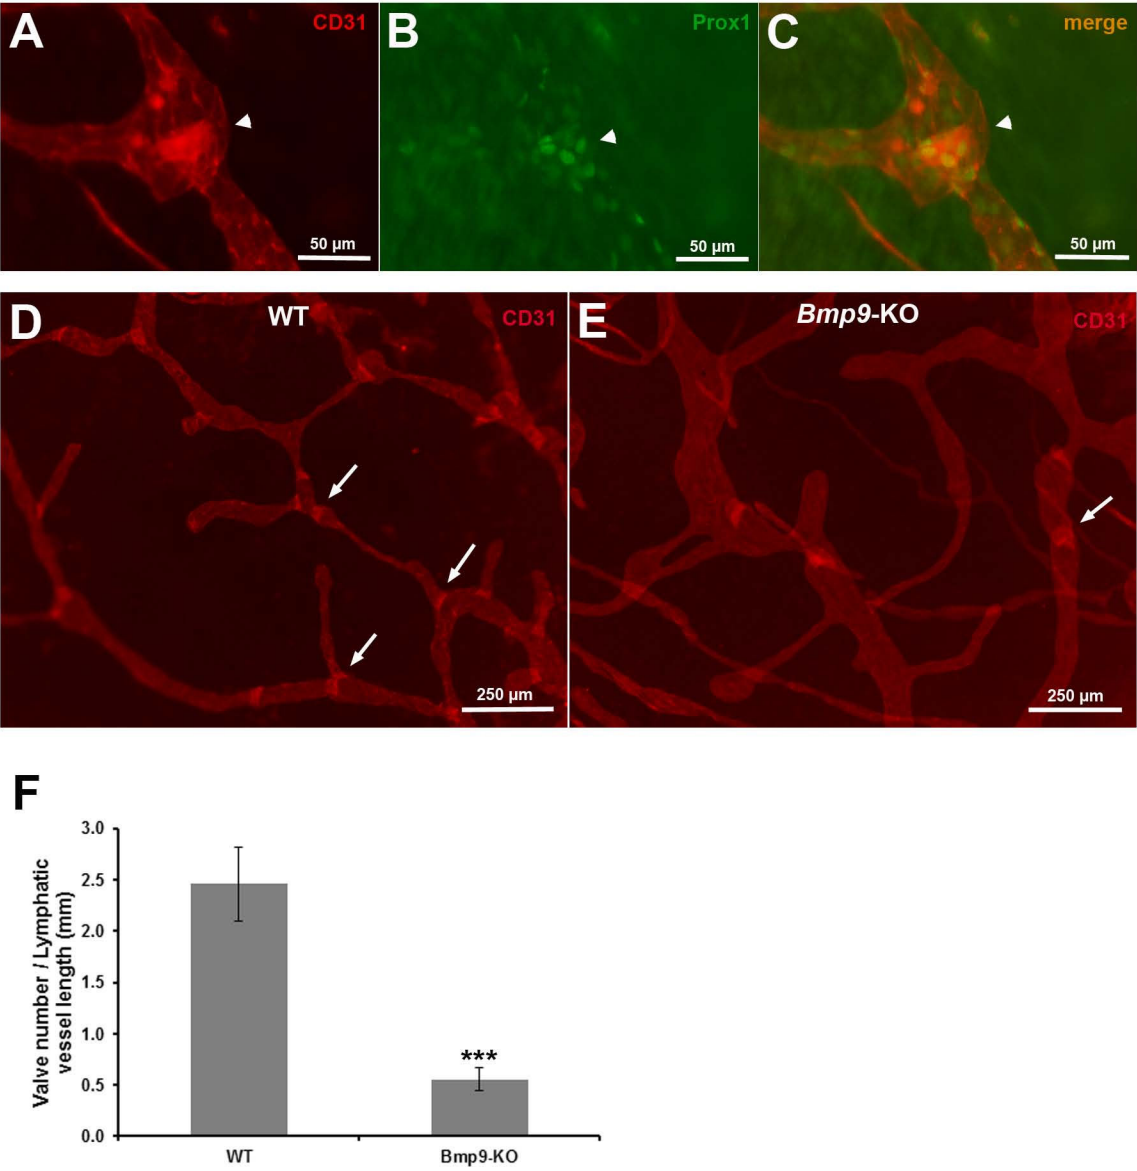 A CD31
B Prox1
C merge
50 µm
50 µm
50 µm
D WT CD31
E Bmp9-KO CD31
250 µm
250 µm
F
Valve number / Lymphatic
vessel length (mm)
3.0
2.5
2.0
1.5
1.0
0.5
0.0
***
WT
Bmp9-KO